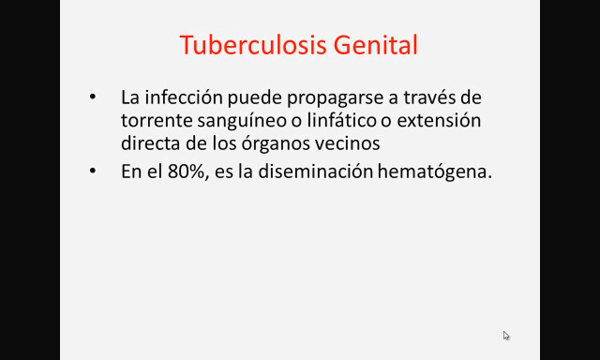 Tuberculosis Genital
• La infección puede propagarse a través de
torrente sanguíneo o linfático o extensión
directa de los órganos vecinos
• En el 80%, es la diseminación hematógena.